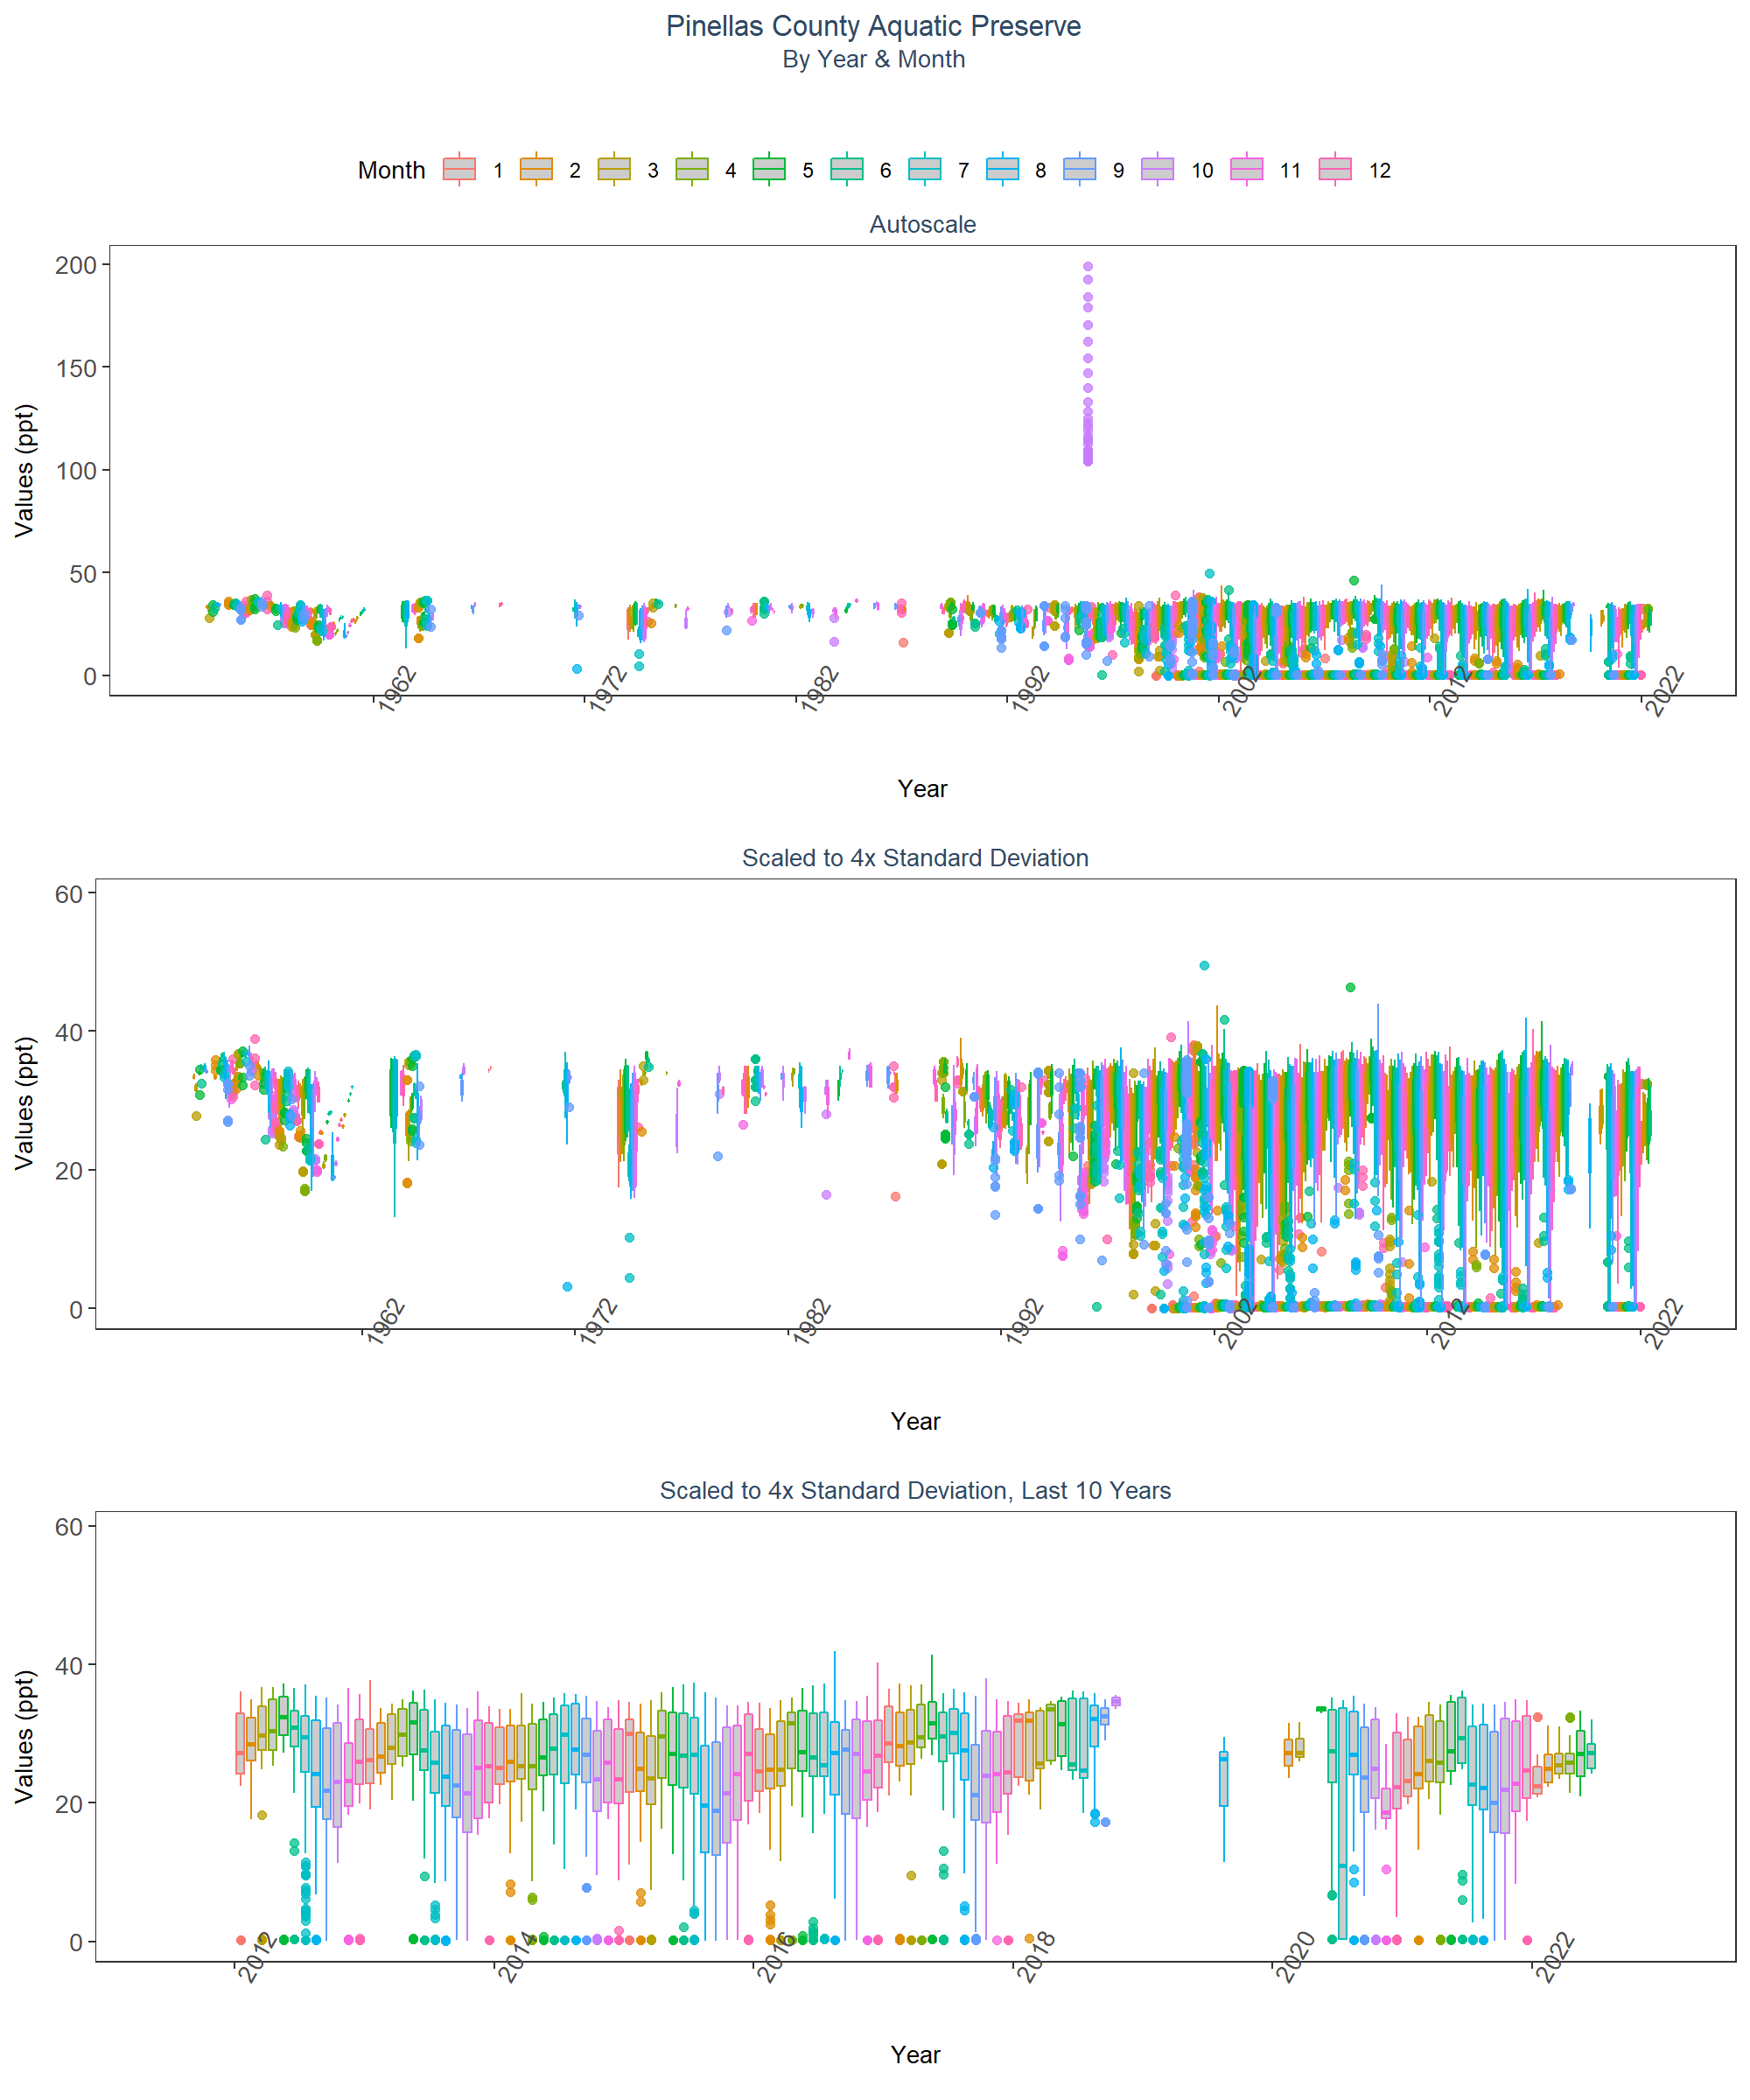 Pinellas County Aquatic Preserve
By Year & Month
Month 1 2 3 4 5 6 7 8 9 10 11 12
Autoscale
200
150
100
50
0
Values (ppt)
1962 1972 1982 1992 2002 2012 2022
Year
Scaled to 4x Standard Deviation
60
40
20
0
Values (ppt)
1962 1972 1982 1992 2002 2012 2022
Year
Scaled to 4x Standard Deviation, Last 10 Years
60
40
20
0
Values (ppt)
2012 2014 2016 2018 2020 2022
Year